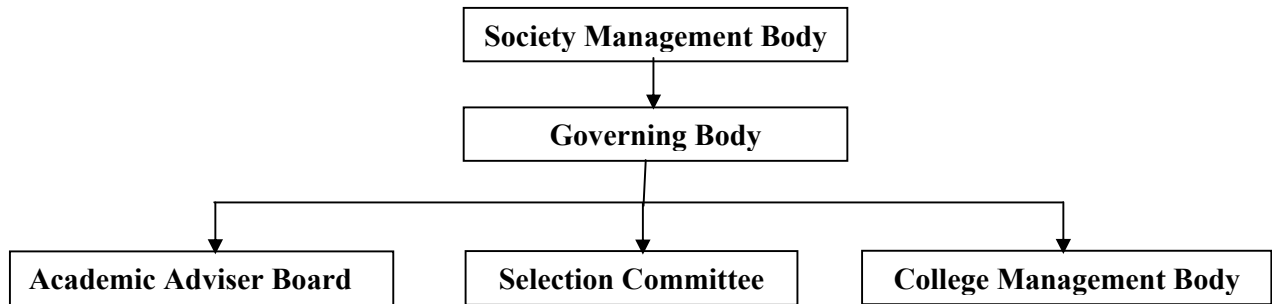 Society Management Body
Governing Body
Academic Adviser Board
Selection Committee
College Management Body